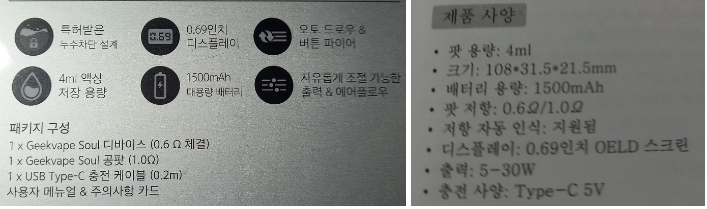 특허받은
누수차단 설계
0.69
0.69인치
디스플레이
오토 드로우 &
버튼 파이어
4ml 액상
저장 용량
1500mAh
대용량 배터리
자유롭게 조절 가능한
출력 & 에어플로우
패키지 구성
1 x Geekvape Soul 디바이스 (0.6 Ω 체결)
1 x Geekvape Soul 공팟 (1.0Ω)
1 x USB Type-C 충전 케이블 (0.2m)
사용자 메뉴얼 & 주의사항 카드
제품 사양
• 팟 용량: 4ml
• 크기: 108*31.5*21.5mm
• 배터리 용량: 1500mAh
• 팟 저항: 0.6Ω/1.0Ω
• 저항 자동 인식: 지원됨
• 디스플레이: 0.69인치 OELD 스크린
• 출력: 5-30W
• 충전 사양: Type-C 5V